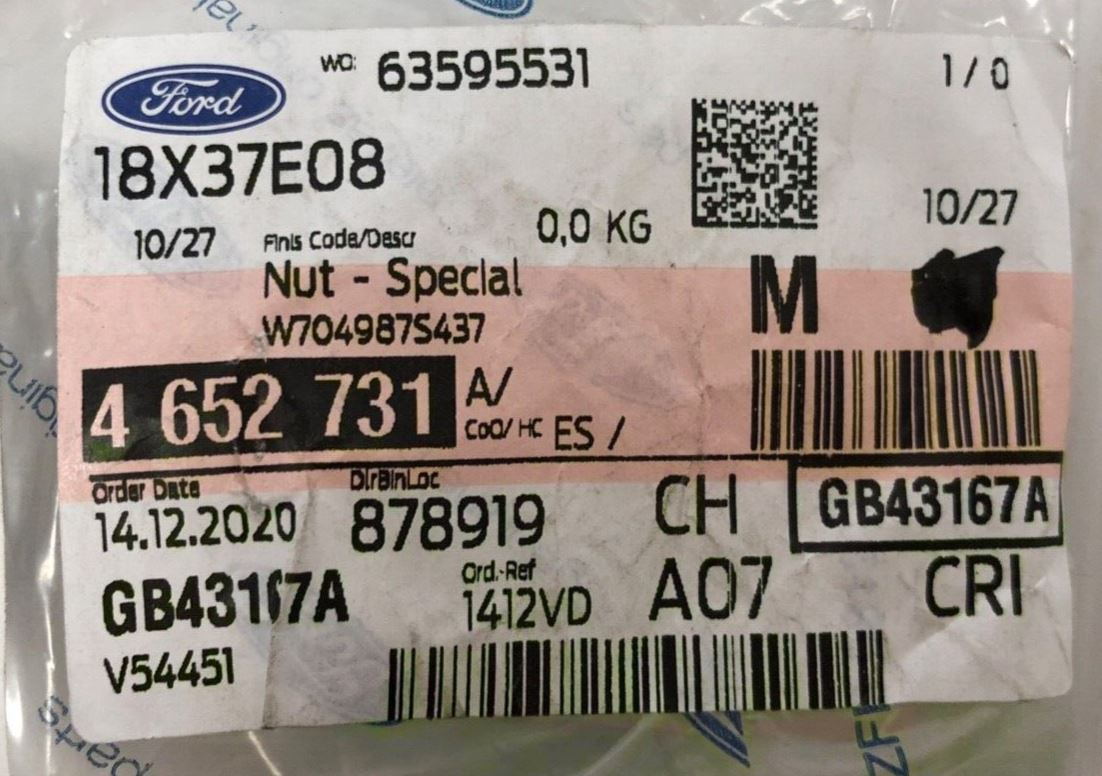 Ford
WO: 63595531
1/0
18X37E08
10/27
Finis Code/Descr
0,0 KG
10/27
Nut - Special
W704987S437
M
4 652 731
A/
CoO/ HC ES /
Order Date
DlrBinLoc
14.12.2020
878919
CH
GB43167A
GB43167A
Ord.-Ref
1412VD
A07
CRI
V54451
parts